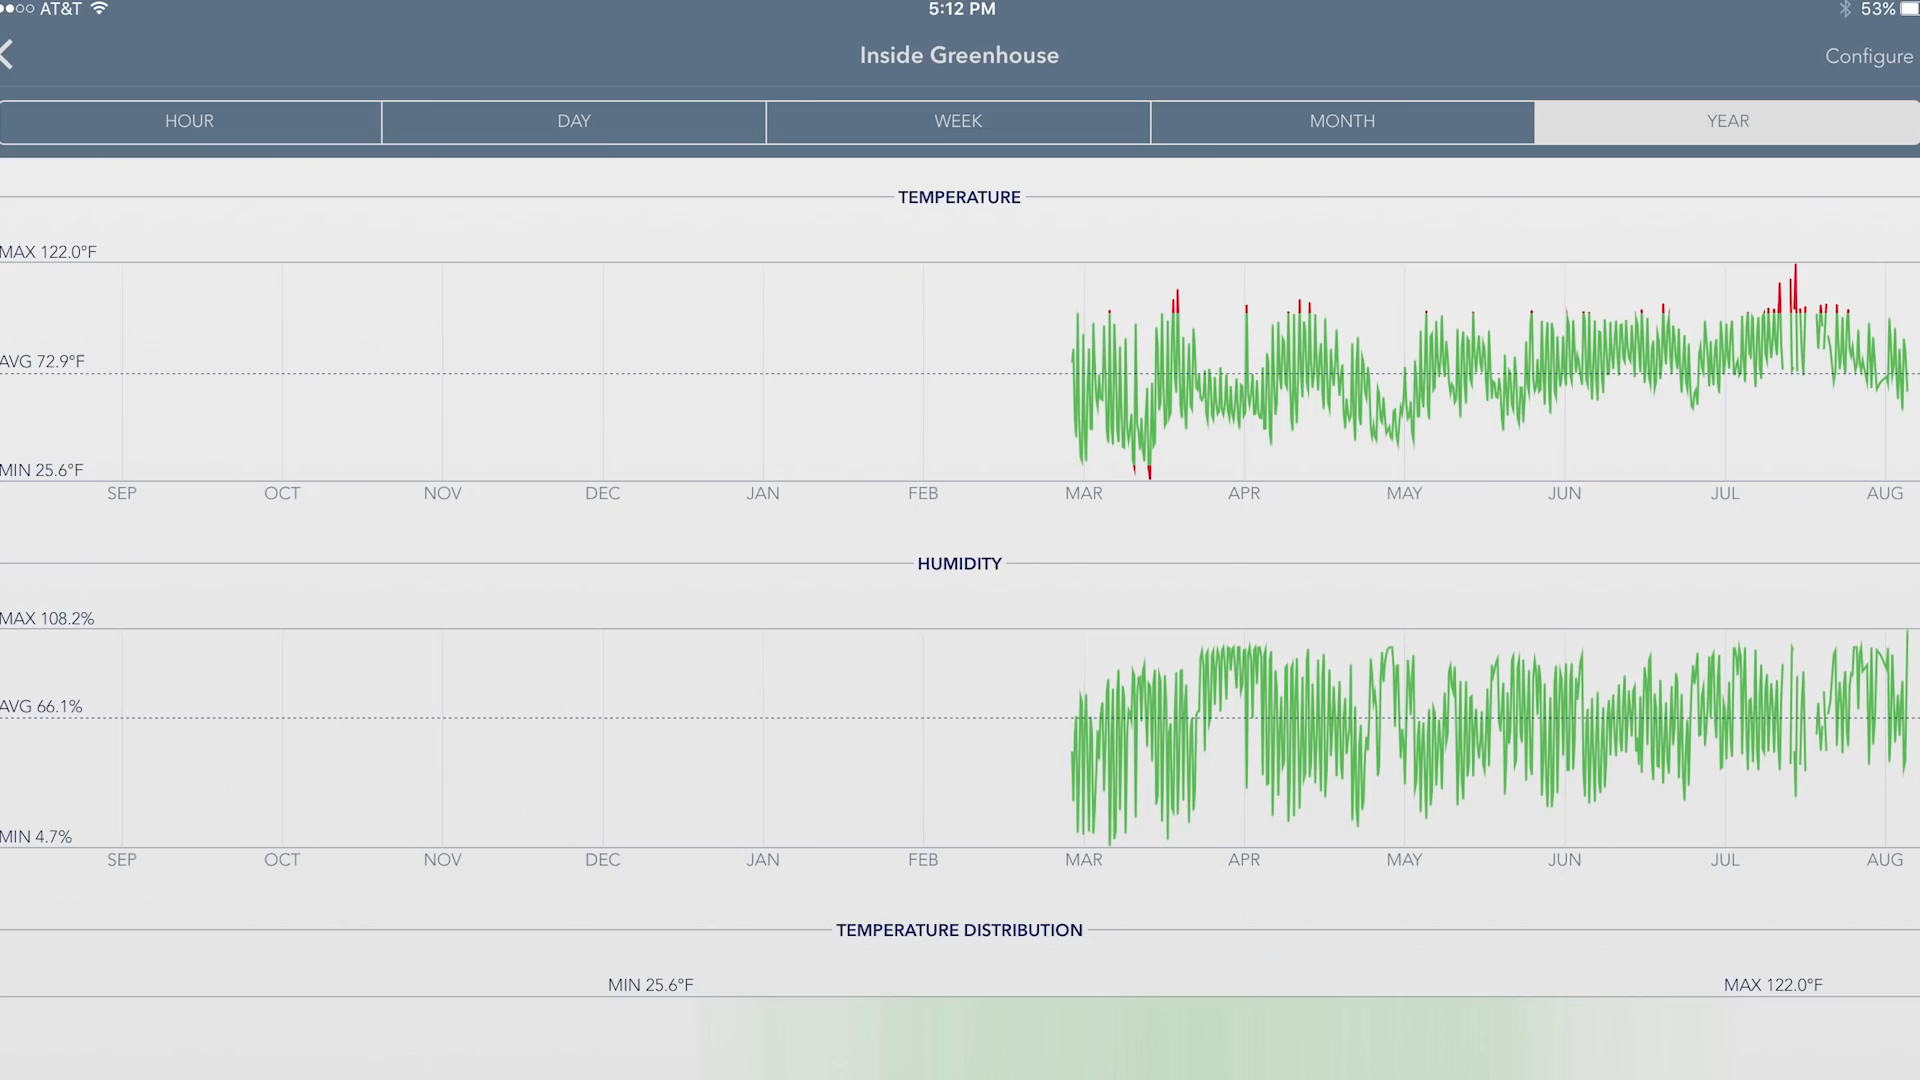 AT&T 5:12 PM 53%
Inside Greenhouse Configure
HOUR DAY WEEK MONTH YEAR
TEMPERATURE
MAX 122.0°F
AVG 72.9°F
MIN 25.6°F
SEP OCT NOV DEC JAN FEB MAR APR MAY JUN JUL AUG
HUMIDITY
MAX 108.2%
AVG 66.1%
MIN 4.7%
SEP OCT NOV DEC JAN FEB MAR APR MAY JUN JUL AUG
TEMPERATURE DISTRIBUTION
MIN 25.6°F MAX 122.0°F